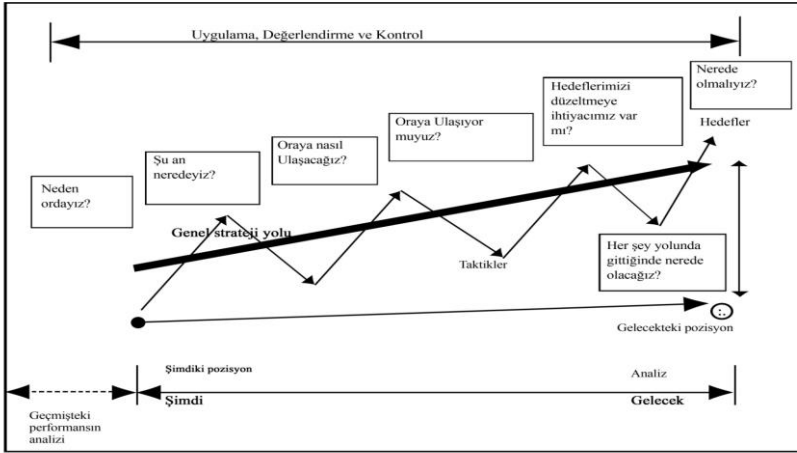 Uygulama, Değerlendirme ve Kontrol
Nerede
olmalıyız?
Hedeflerimizi
düzeltmeye
ihtiyacımız var
mı?
Hedefler
Oraya Ulaşıyor
muyuz?
Oraya nasıl
Ulaşacağız?
Şu an
neredeyiz?
Neden
ordayız?
Genel strateji yolu
Taktikler
Her şey yolunda
gittiğinde nerede
olacağız?
Gelecekteki pozisyon
Şimdiki pozisyon
Analiz
Şimdi
Gelecek
Geçmişteki
performansın
analizi